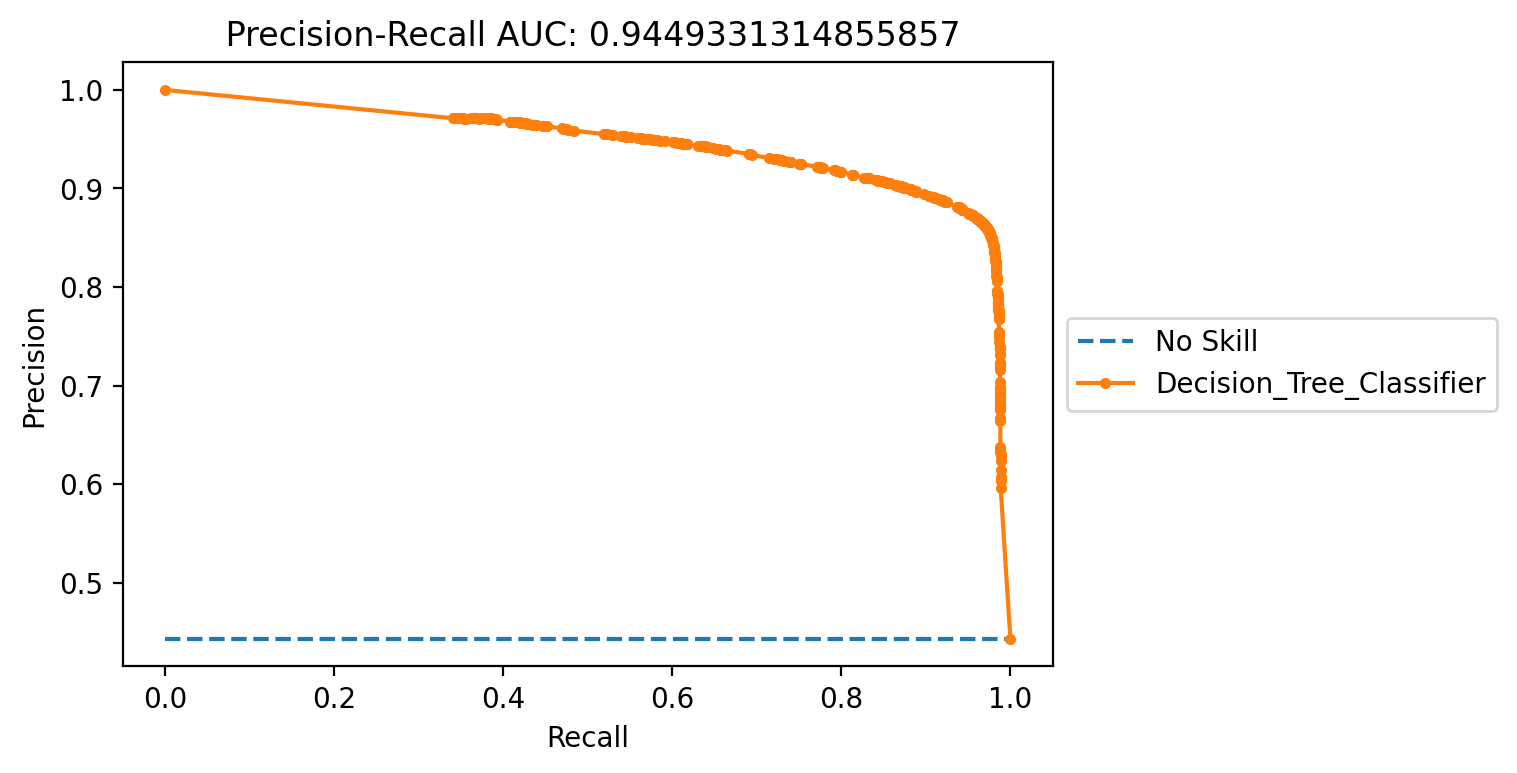 Precision-Recall AUC: 0.9449331314855857
1.0
0.9
0.8
0.7
0.6
0.5
Precision
0.0 0.2 0.4 0.6 0.8 1.0
Recall
No Skill
Decision_Tree_Classifier